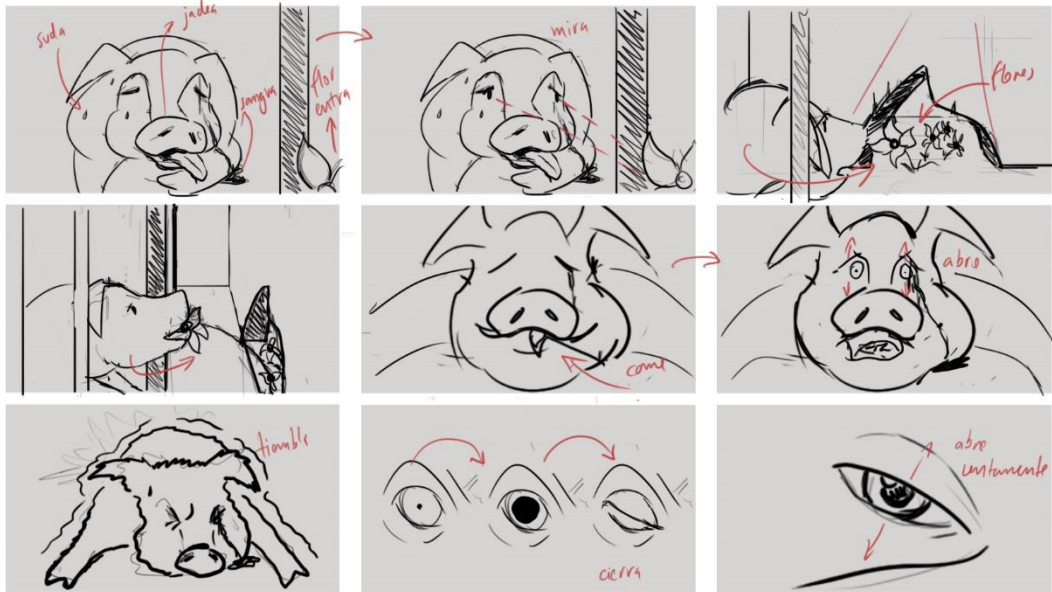 suda
jadea
sangra
flor
entra
mira
flores
come
abre
tiembla
cierra
abre
lentamente